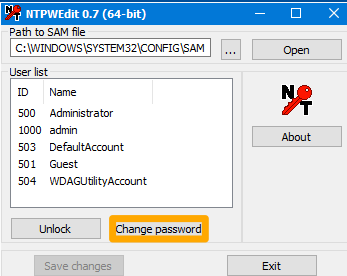 NTPWEdit 0.7 (64-bit)
Path to SAM file
C:\WINDOWS\SYSTEM32\CONFIG\SAM
...
Open
User list
ID Name
500 Administrator
1000 admin
503 DefaultAccount
501 Guest
504 WDAGUtilityAccount
N T
About
Unlock
Change password
Save changes
Exit